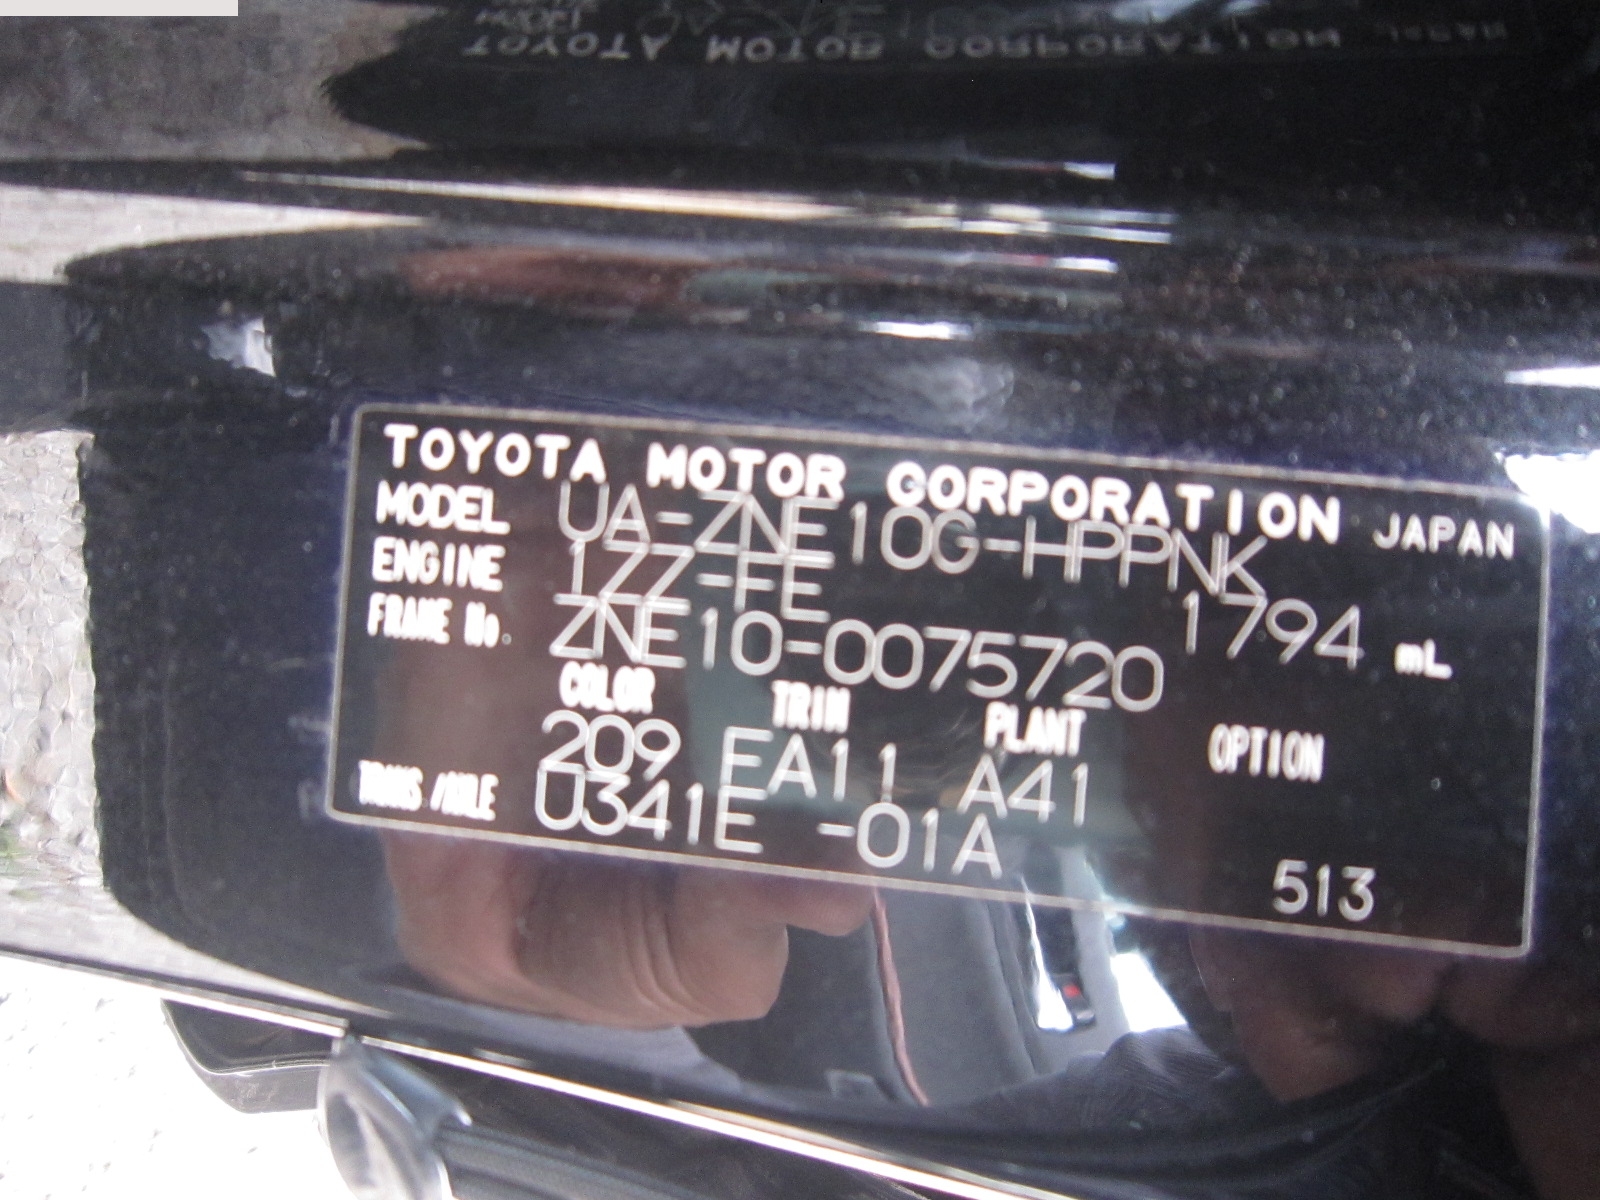 TOYOTA MOTOR CORPORATION JAPAN
MODEL UA-ZNE10G-HPPNK
ENGINE 1ZZ-FE 1794 mL
FRAME No. ZNE10-0075720
COLOR TRIM PLANT OPTION
209 EA11 A41
TRANS/AXLE U341E -01A
513